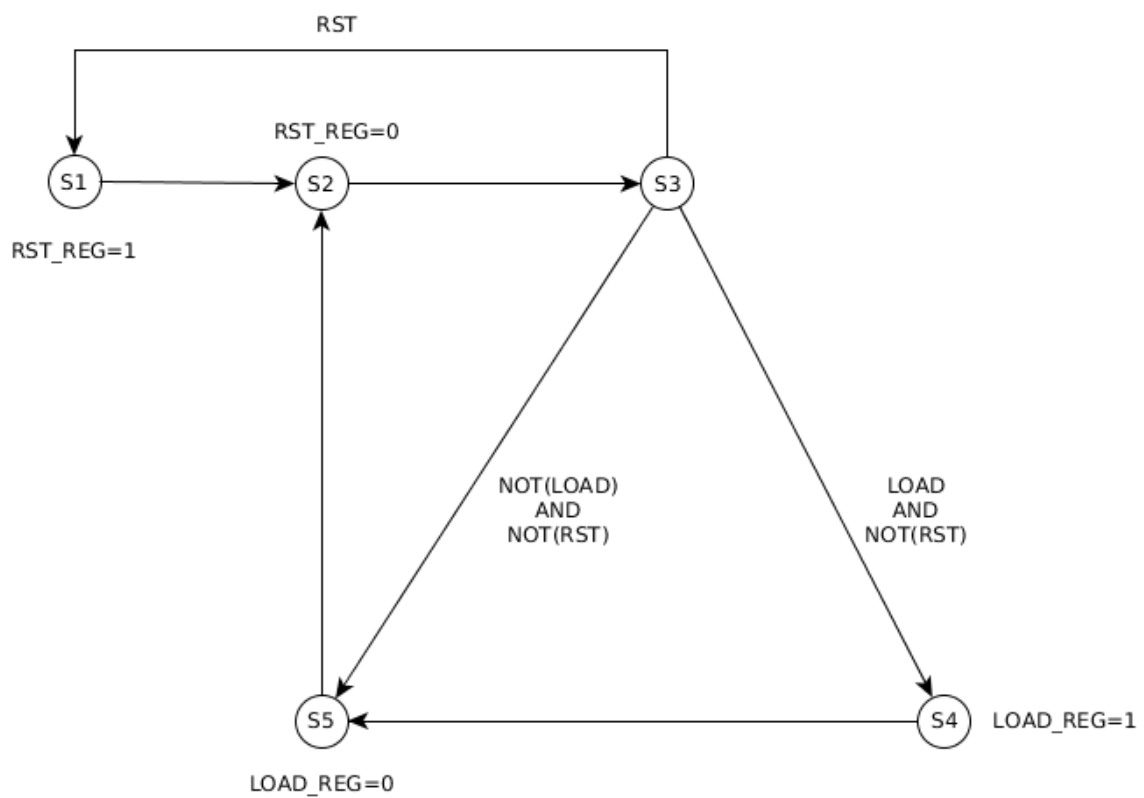 RST
RST_REG=0
S1
S2
S3
RST_REG=1
NOT(LOAD)
AND
NOT(RST)
LOAD
AND
NOT(RST)
S5
S4
LOAD_REG=1
LOAD_REG=0